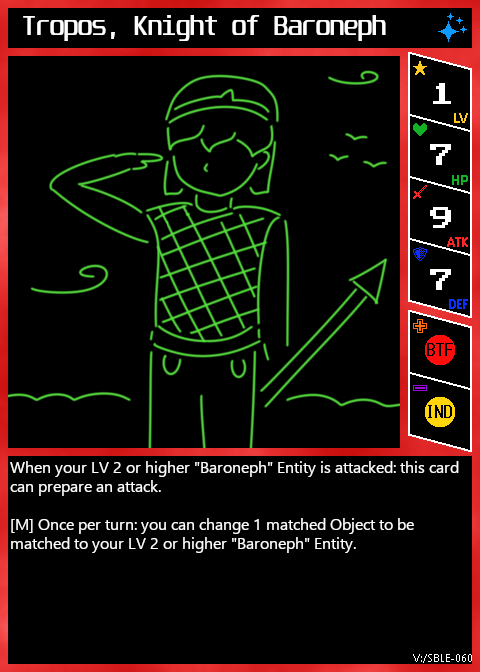 Tropos, Knight of Baroneph
1
LV
7
HP
9
ATK
7
DEF
BTF
IND
When your LV 2 or higher "Baroneph" Entity is attacked: this card
can prepare an attack.
[M] Once per turn: you can change 1 matched Object to be
matched to your LV 2 or higher "Baroneph" Entity.
V:/SBLE-060